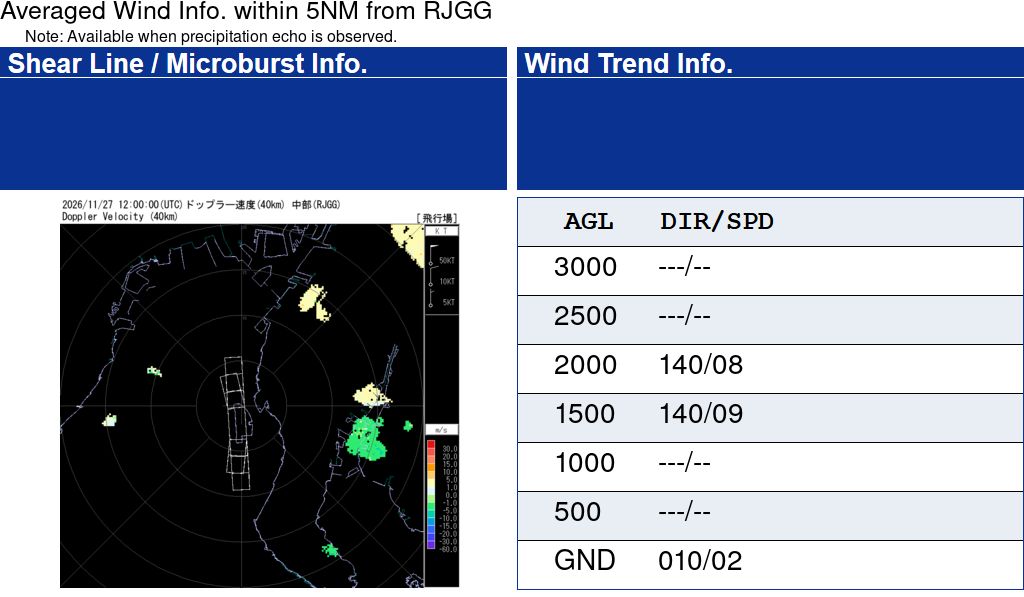 Averaged Wind Info. within 5NM from RJGG
Note: Available when precipitation echo is observed.
Shear Line / Microburst Info.
Wind Trend Info.
2026/11/27 12:00:00(UTC) ドップラー速度(40km) 中部(RJGG)
Doppler Velocity (40km)
[飛行場]
K T
50KT
10KT
5KT
m/s
30.0
20.0
15.0
10.0
5.0
1.0
0.0
-1.0
-5.0
-10.0
-15.0
-20.0
-30.0
-60.0
AGL DIR/SPD
3000 ---/--
2500 ---/--
2000 140/08
1500 140/09
1000 ---/--
500 ---/--
GND 010/02